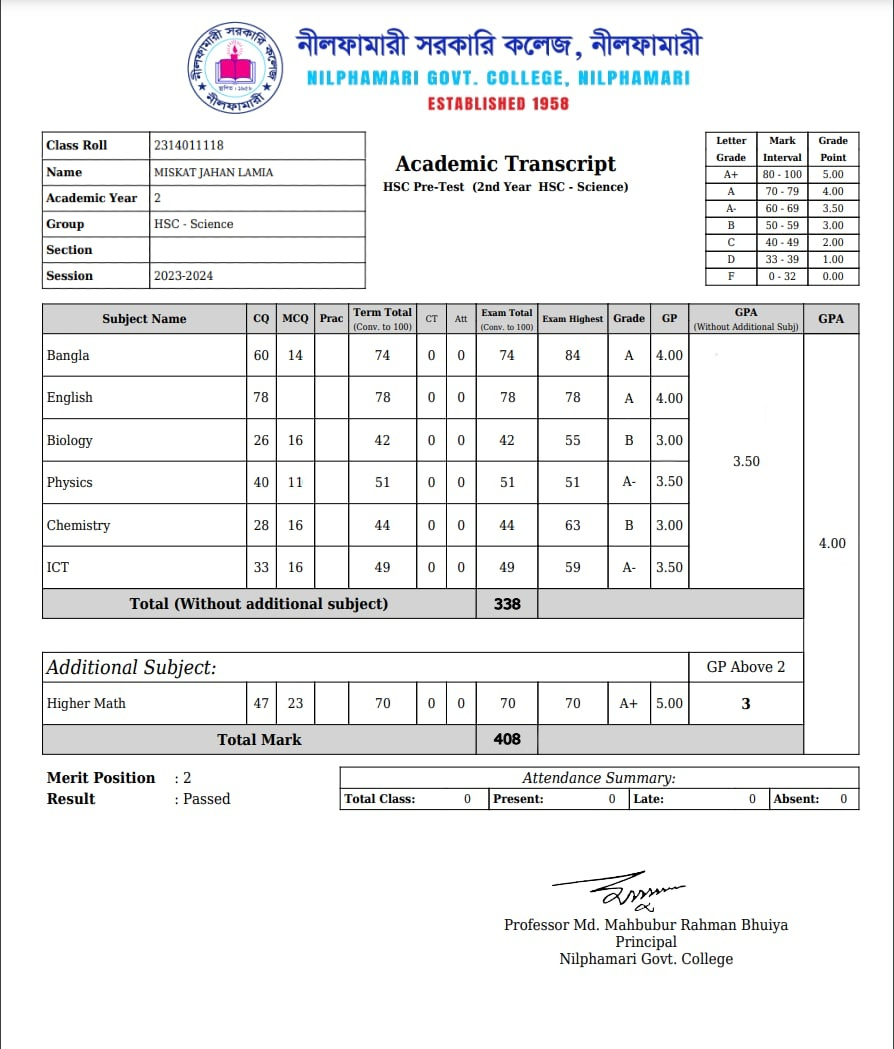 নীলফামারী সরকারি কলেজ
স্থাপিত : ১৯৫৮
নীলফামারী
নীলফামারী সরকারি কলেজ, নীলফামারী
NILPHAMARI GOVT. COLLEGE, NILPHAMARI
ESTABLISHED 1958
Class Roll 2314011118
Name MISKAT JAHAN LAMIA
Academic Year 2
Group HSC - Science
Section
Session 2023-2024
Academic Transcript
HSC Pre-Test (2nd Year HSC - Science)
Letter Grade Mark Interval Grade Point
A+ 80 - 100 5.00
A 70 - 79 4.00
A- 60 - 69 3.50
B 50 - 59 3.00
C 40 - 49 2.00
D 33 - 39 1.00
F 0 - 32 0.00
Subject Name CQ MCQ Prac Term Total (Conv. to 100) CT Att Exam Total (Conv. to 100) Exam Highest Grade GP GPA (Without Additional Subj) GPA
Bangla 60 14 74 0 0 74 84 A 4.00
English 78 78 0 0 78 78 A 4.00
Biology 26 16 42 0 0 42 55 B 3.00
3.50
Physics 40 11 51 0 0 51 51 A- 3.50
Chemistry 28 16 44 0 0 44 63 B 3.00
4.00
ICT 33 16 49 0 0 49 59 A- 3.50
Total (Without additional subject) 338
Additional Subject: GP Above 2
Higher Math 47 23 70 0 0 70 70 A+ 5.00 3
Total Mark 408
Merit Position : 2
Result : Passed
Attendance Summary:
Total Class: 0 Present: 0 Late: 0 Absent: 0
Professor Md. Mahbubur Rahman Bhuiya
Principal
Nilphamari Govt. College